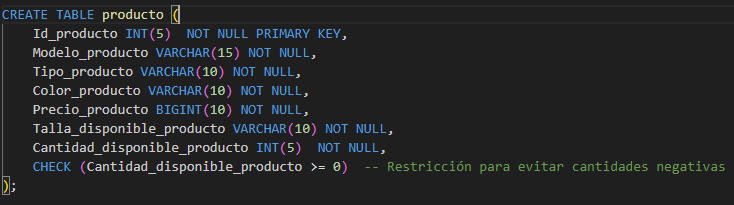 CREATE TABLE producto (
    Id_producto INT(5)  NOT NULL PRIMARY KEY,
    Modelo_producto VARCHAR(15) NOT NULL,
    Tipo_producto VARCHAR(10) NOT NULL,
    Color_producto VARCHAR(10) NOT NULL,
    Precio_producto BIGINT(10) NOT NULL,
    Talla_disponible_producto VARCHAR(10) NOT NULL,
    Cantidad_disponible_producto INT(5)  NOT NULL,
    CHECK (Cantidad_disponible_producto >= 0)  -- Restricción para evitar cantidades negativas
);